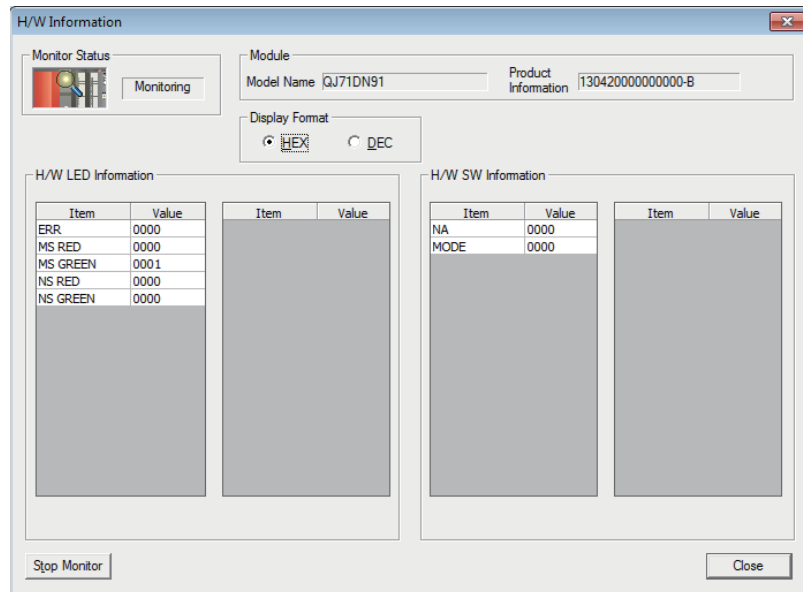 H/W Information
Monitor Status
Monitoring
Module
Model Name QJ71DN91
Product Information 130420000000000-B
Display Format
HEX DEC
H/W LED Information
Item Value Item Value
ERR 0000
MS RED 0000
MS GREEN 0001
NS RED 0000
NS GREEN 0000
H/W SW Information
Item Value Item Value
NA 0000
MODE 0000
Stop Monitor
Close